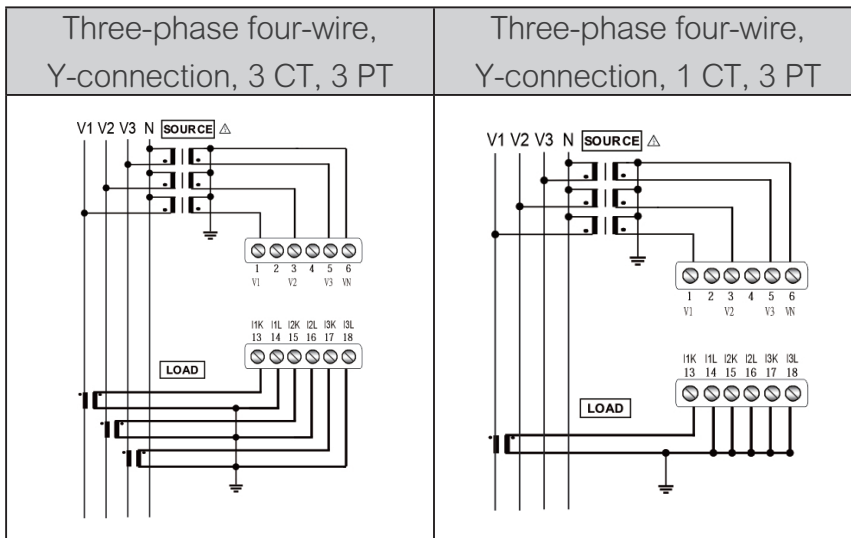 Three-phase four-wire,
Y-connection, 3 CT, 3 PT
V1 V2 V3 N SOURCE ⚠
1 2 3 4 5 6
V1 V2 V3 VN
I1K I1L I2K I2L I3K I3L
13 14 15 16 17 18
LOAD
Three-phase four-wire,
Y-connection, 1 CT, 3 PT
V1 V2 V3 N SOURCE ⚠
1 2 3 4 5 6
V1 V2 V3 VN
I1K I1L I2K I2L I3K I3L
13 14 15 16 17 18
LOAD